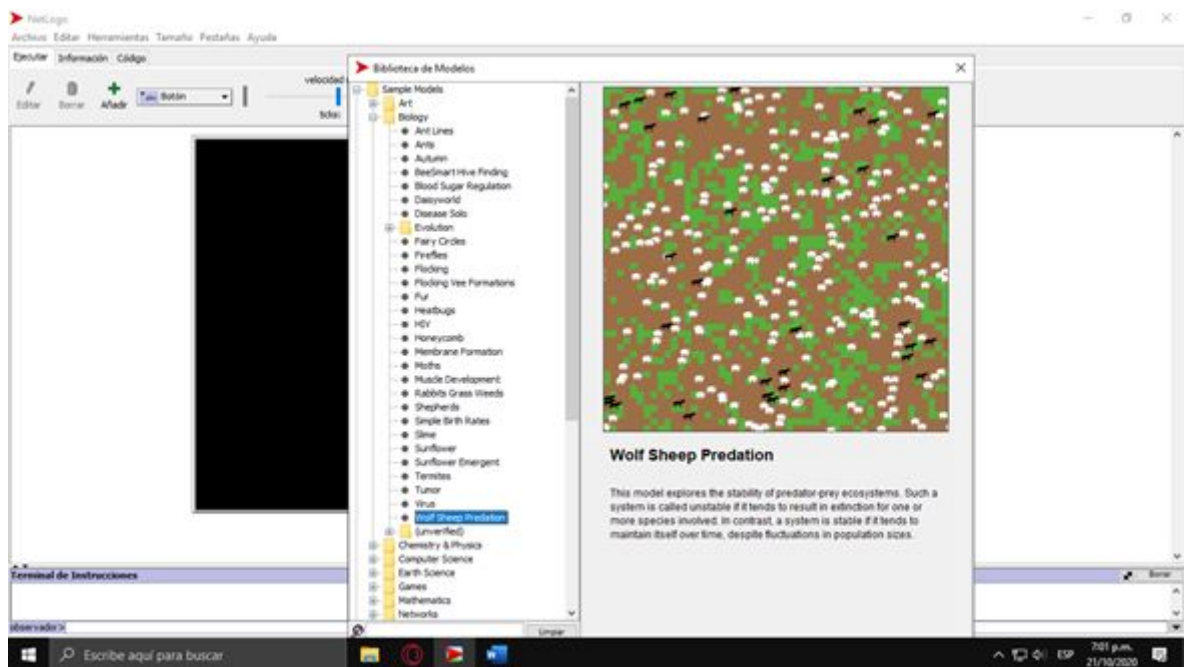 NetLogo
Archivo Editar Herramientas Tamaño Pestañas Ayuda
Ejecutar Información Código
Editar Borrar Añadir Botón
velocidad
ticks:
Biblioteca de Modelos
Sample Models
Art
Biology
Ant Lines
Ants
Autumn
BeeSmart Hive Finding
Blood Sugar Regulation
Daisyworld
Disease Solo
Evolution
Fairy Circles
Fireflies
Flocking
Flocking Vee Formations
Fur
Heatbugs
HIV
Honeycomb
Membrane Formation
Moths
Muscle Development
Rabbits Grass Weeds
Shepherds
Simple Birth Rates
Slime
Sunflower
Sunflower Emergent
Termites
Tumor
Virus
Wolf Sheep Predation
(unverified)
Chemistry & Physics
Computer Science
Earth Science
Games
Mathematics
Networks
Limpiar
Wolf Sheep Predation
This model explores the stability of predator-prey ecosystems. Such a
system is called unstable if it tends to result in extinction for one or
more species involved. In contrast, a system is stable if it tends to
maintain itself over time, despite fluctuations in population sizes.
Terminal de Instrucciones
Borrar
observador>
Escribe aquí para buscar
ESP
7:01 p.m.
21/10/2020